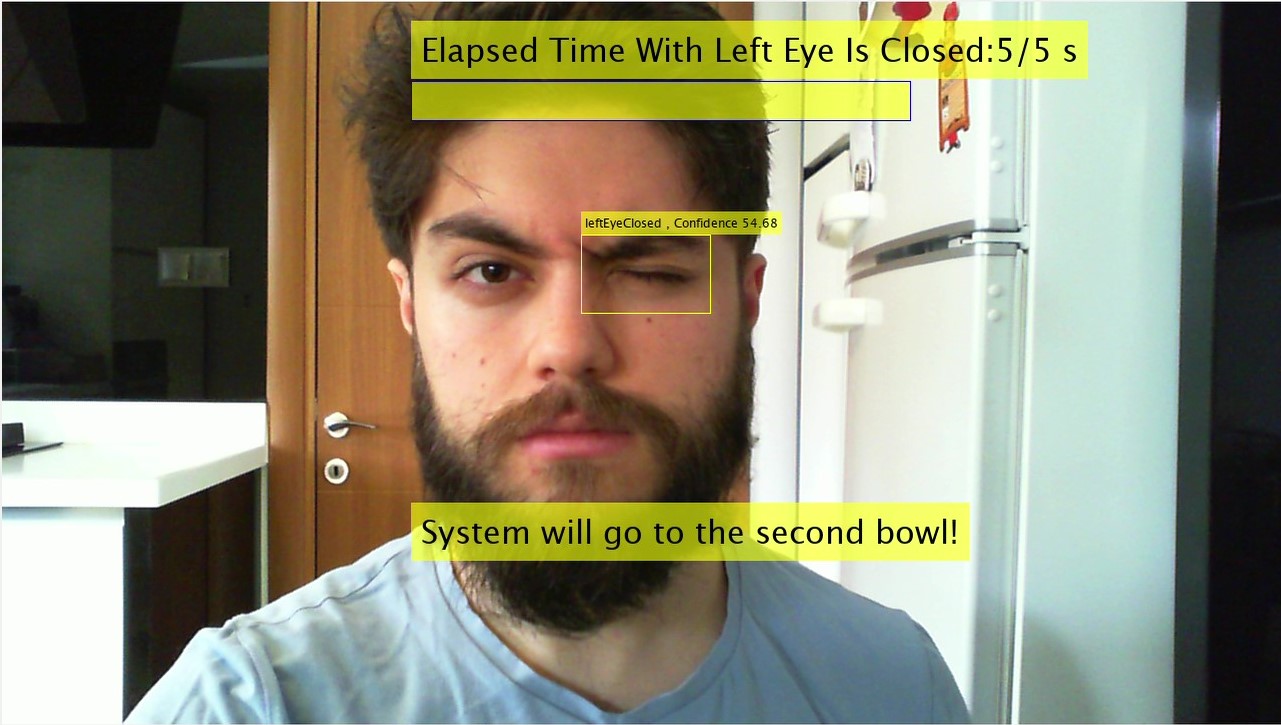 Elapsed Time With Left Eye Is Closed:5/5 s
leftEyeClosed , Confidence 54.68
System will go to the second bowl!